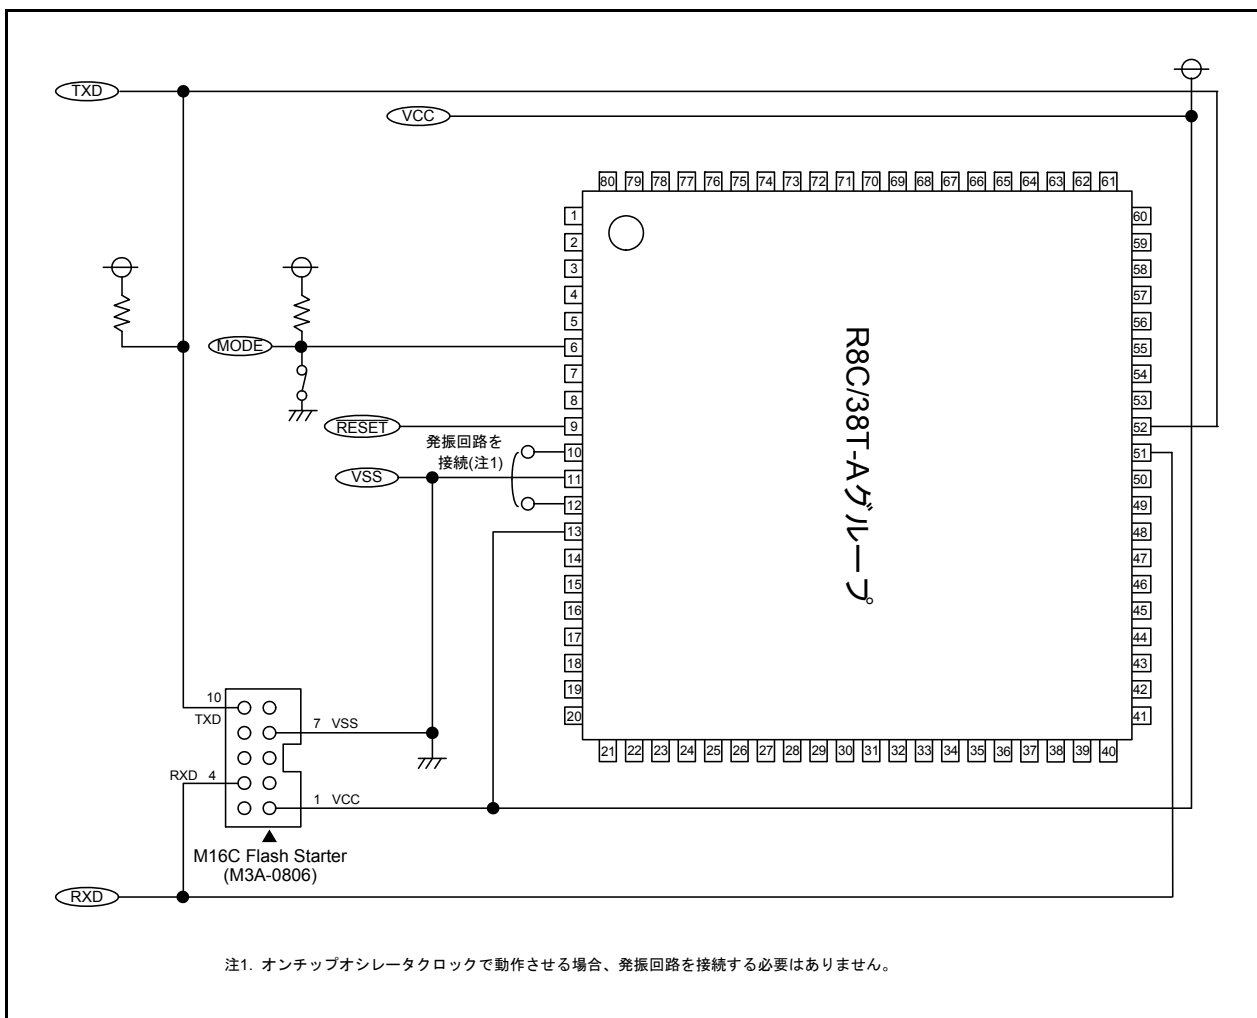 TXD
VCC
80 79 78 77 76 75 74 73 72 71 70 69 68 67 66 65 64 63 62 61
1
2
3
4
5
6
7
8
9
10
11
12
13
14
15
16
17
18
19
20
60
59
58
57
56
55
54
53
52
51
50
49
48
47
46
45
44
43
42
41
21 22 23 24 25 26 27 28 29 30 31 32 33 34 35 36 37 38 39 40
R8C/38T-Aグループ
MODE
RESET
発振回路を
接続(注1)
VSS
10
TXD
7 VSS
RXD 4
1 VCC
M16C Flash Starter
(M3A-0806)
RXD
注1. オンチップオシレータクロックで動作させる場合、発振回路を接続する必要はありません。